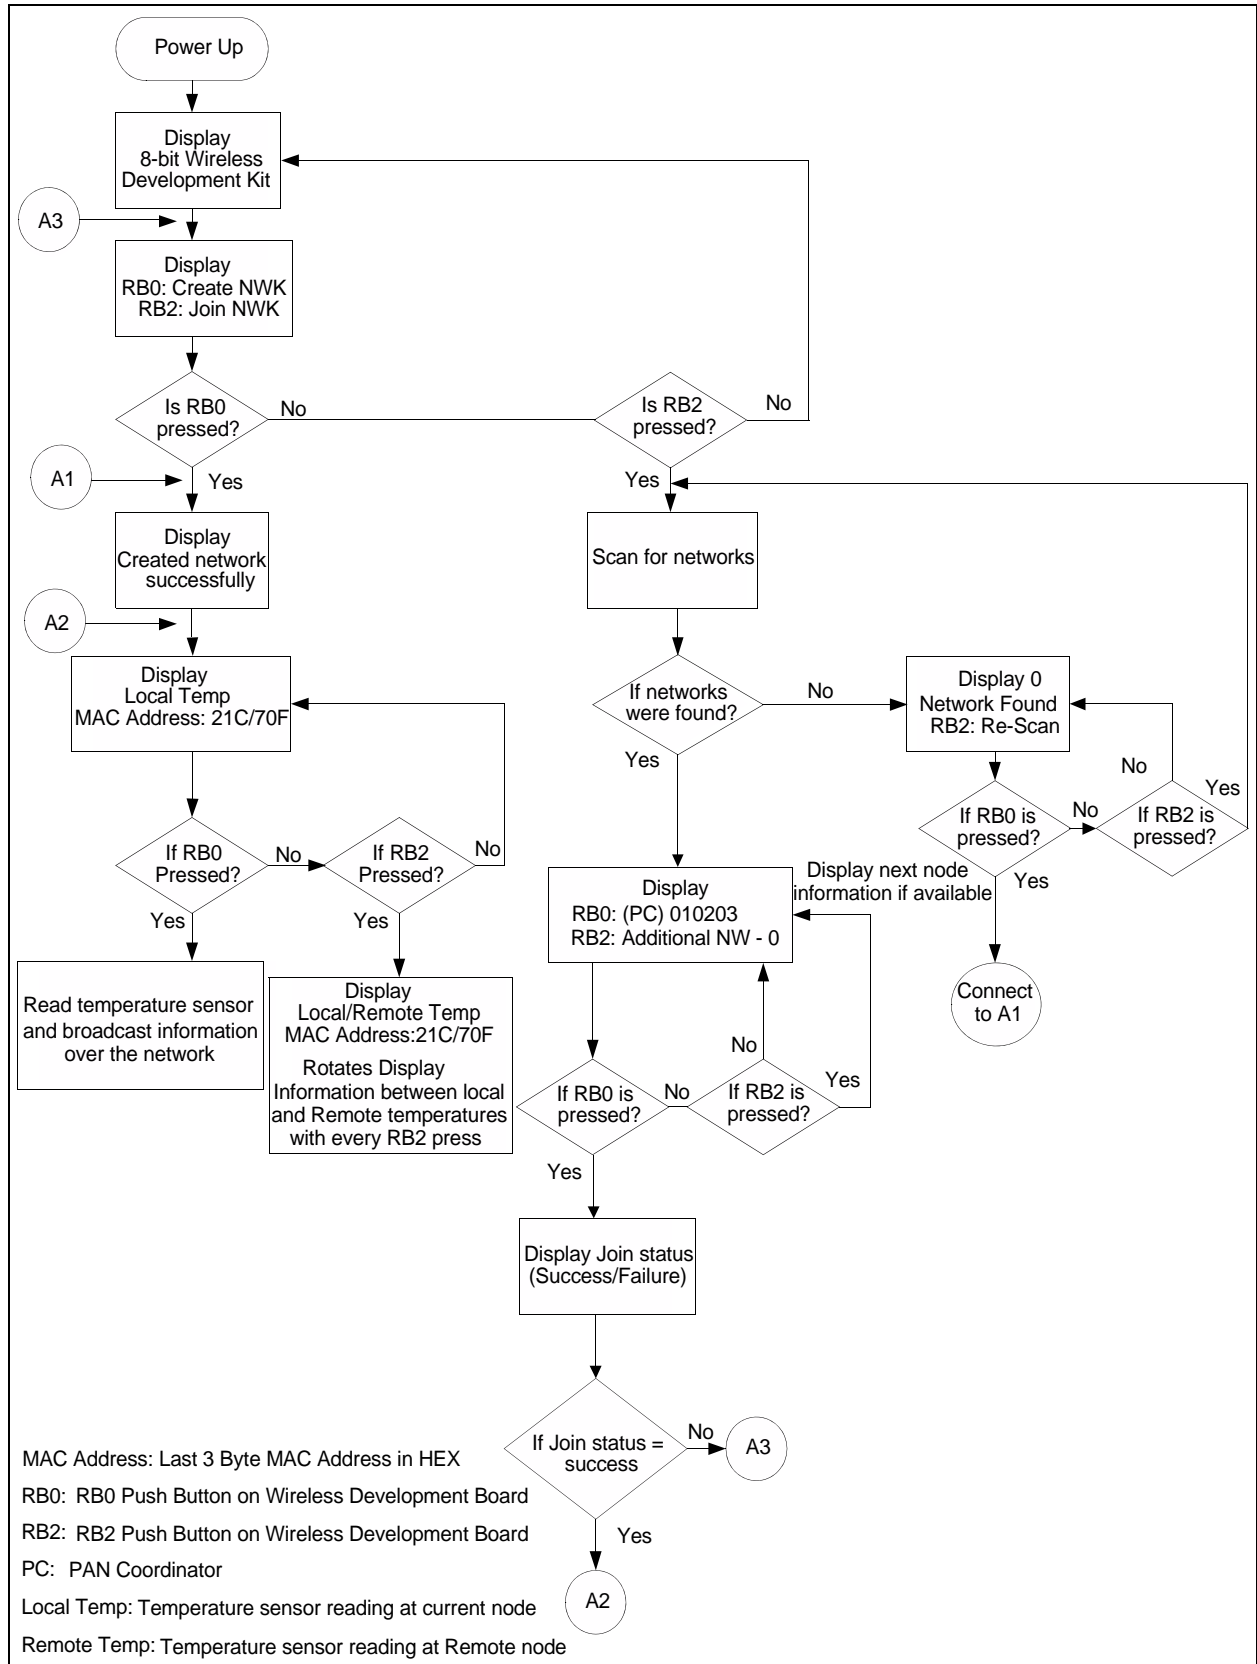 Power Up
Display
8-bit Wireless
Development Kit
A3
Display
RB0: Create NWK
RB2: Join NWK
Is RB0
pressed?
No
Is RB2
pressed?
No
A1
Yes
Yes
Display
Created network
successfully
Scan for networks
A2
Display
Local Temp
MAC Address: 21C/70F
If networks
were found?
No
Display 0
Network Found
RB2: Re-Scan
Yes
No
Yes
If RB0 is
pressed?
No
If RB2 is
pressed?
If RB0
Pressed?
No
If RB2
Pressed?
No
Yes
Yes
Yes
Display next node
information if available
Display
RB0: (PC) 010203
RB2: Additional NW - 0
Connect
to A1
Read temperature sensor
and broadcast information
over the network
Display
Local/Remote Temp
MAC Address:21C/70F
Rotates Display
Information between local
and Remote temperatures
with every RB2 press
No
Yes
If RB0 is
pressed?
No
If RB2 is
pressed?
Yes
Display Join status
(Success/Failure)
If Join status =
success
No
A3
Yes
A2
MAC Address: Last 3 Byte MAC Address in HEX
RB0: RB0 Push Button on Wireless Development Board
RB2: RB2 Push Button on Wireless Development Board
PC: PAN Coordinator
Local Temp: Temperature sensor reading at current node
Remote Temp: Temperature sensor reading at Remote node